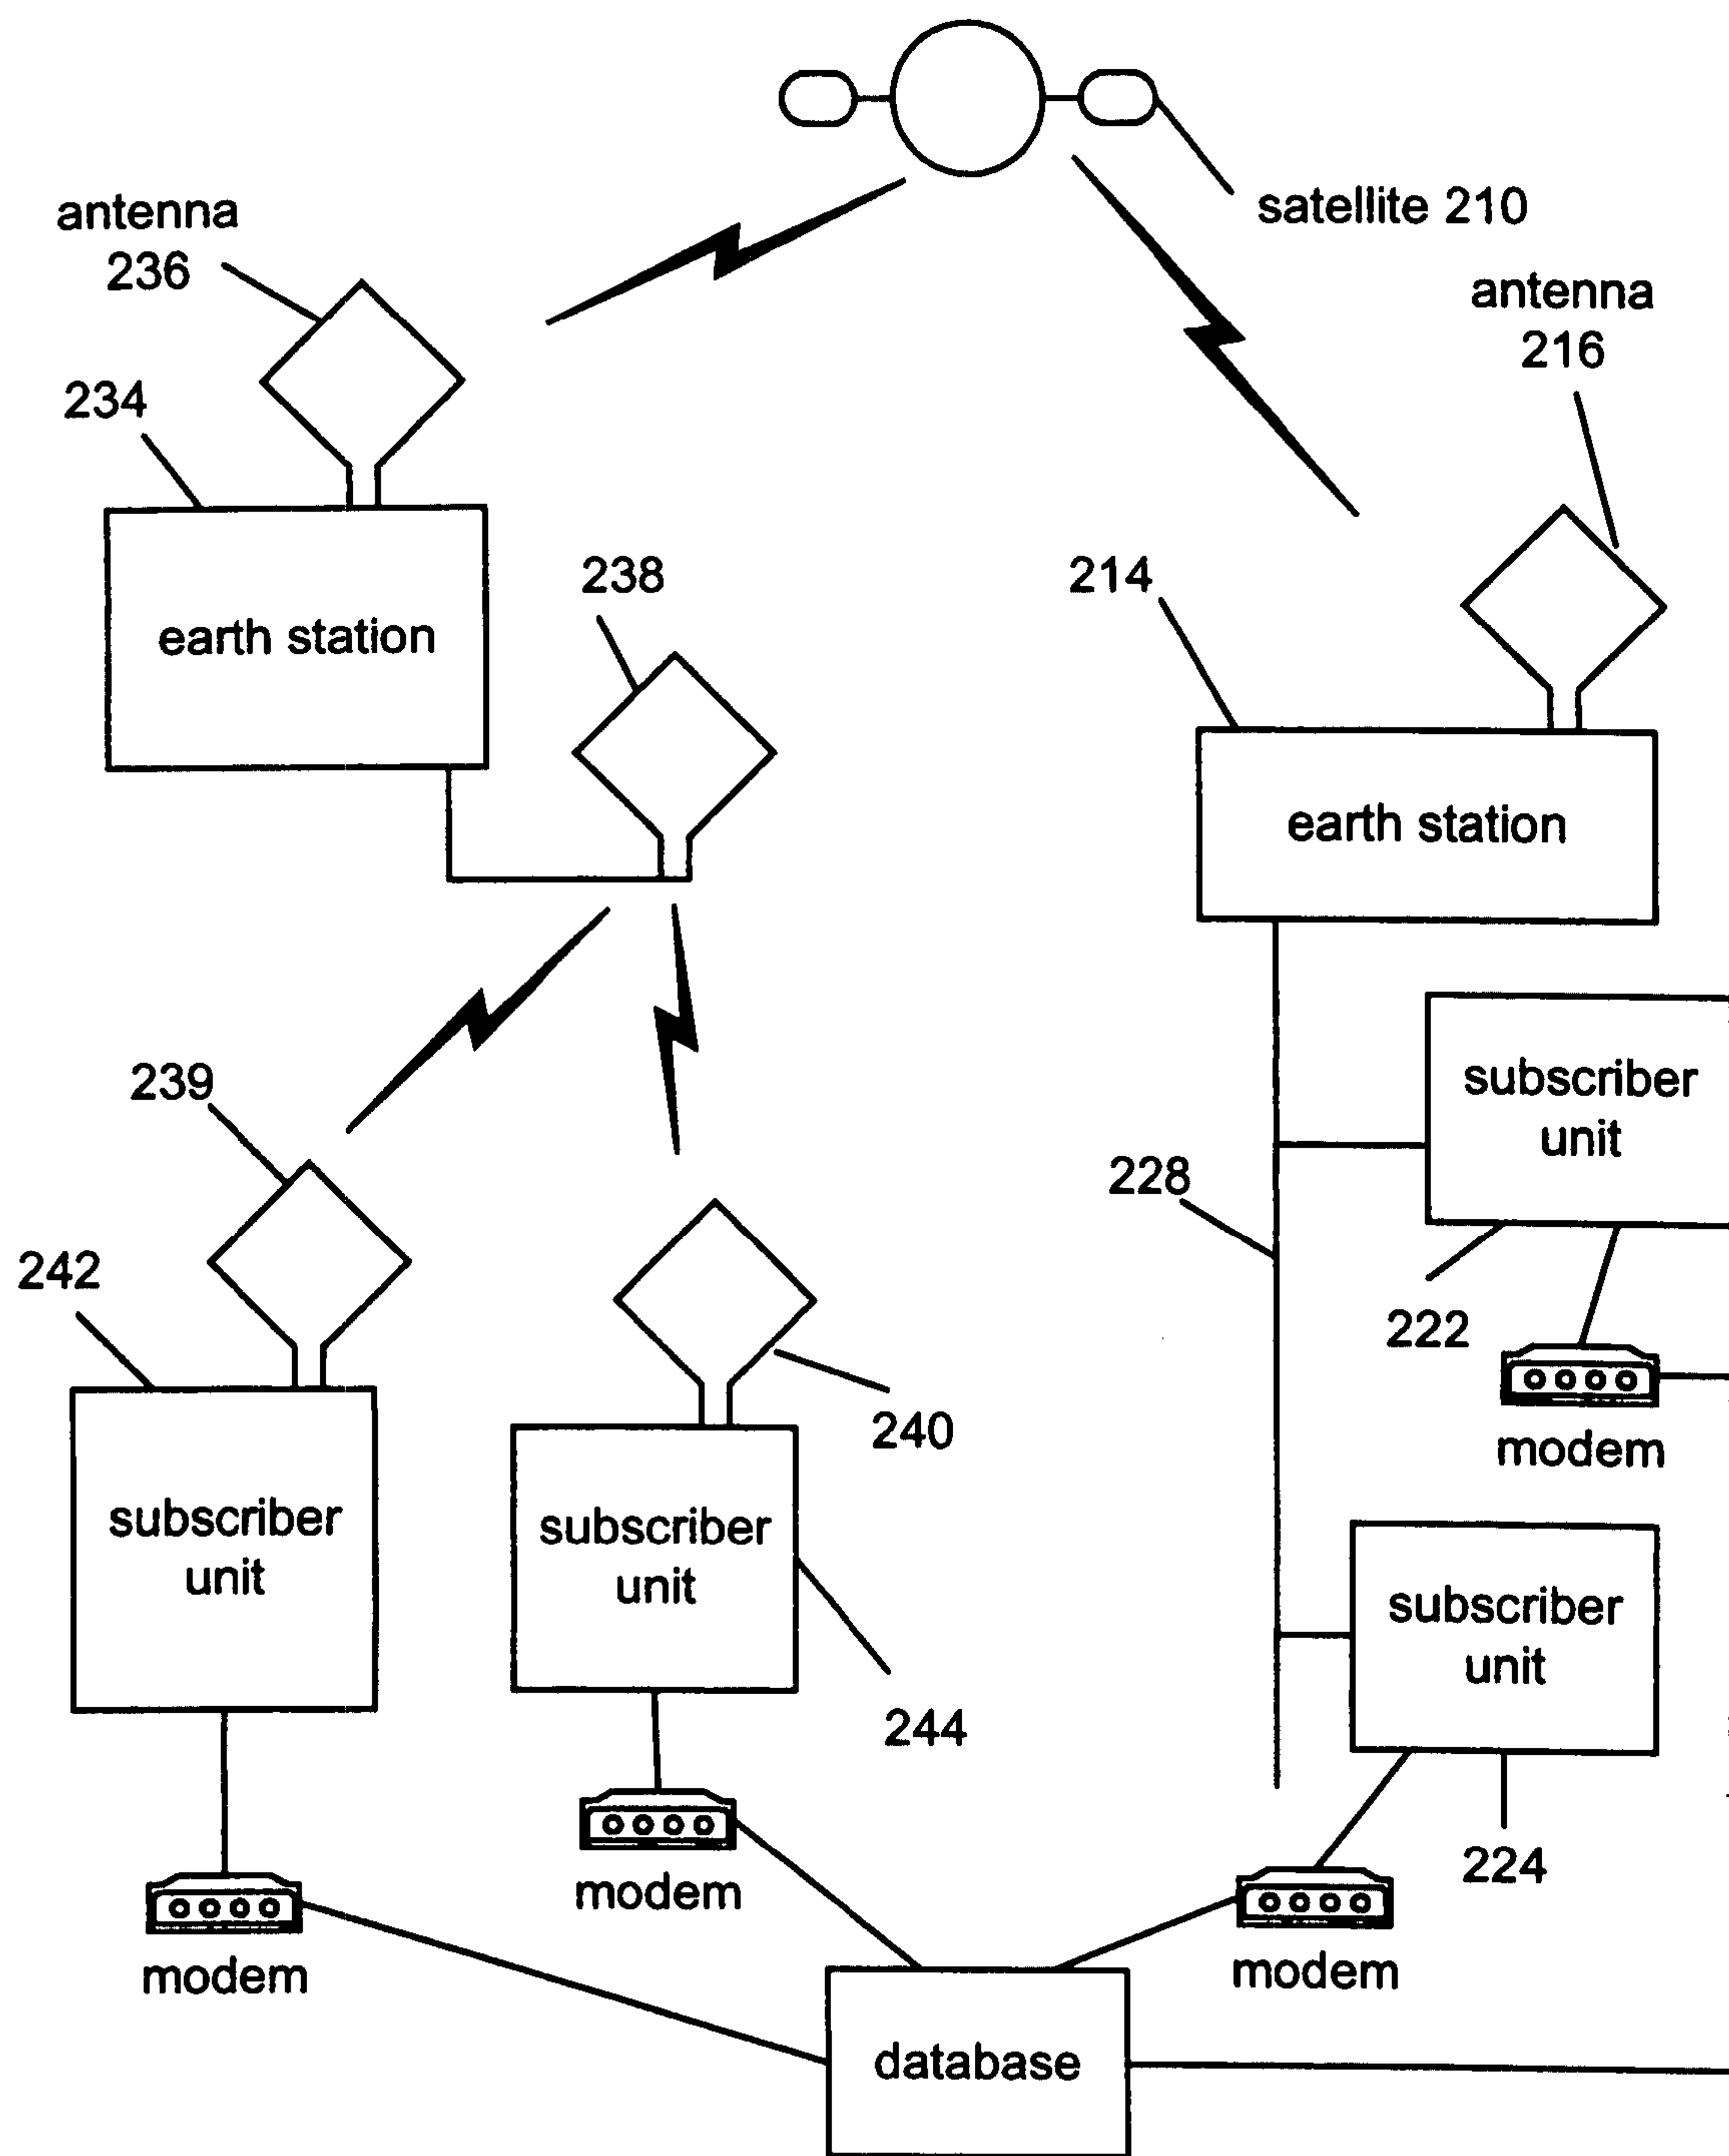 satellite 210
antenna
236
antenna
216
234
earth station
238
214
earth station
239
228
subscriber
unit
222
modem
242
240
subscriber
unit
subscriber
unit
244
subscriber
unit
224
modem
modem
modem
database